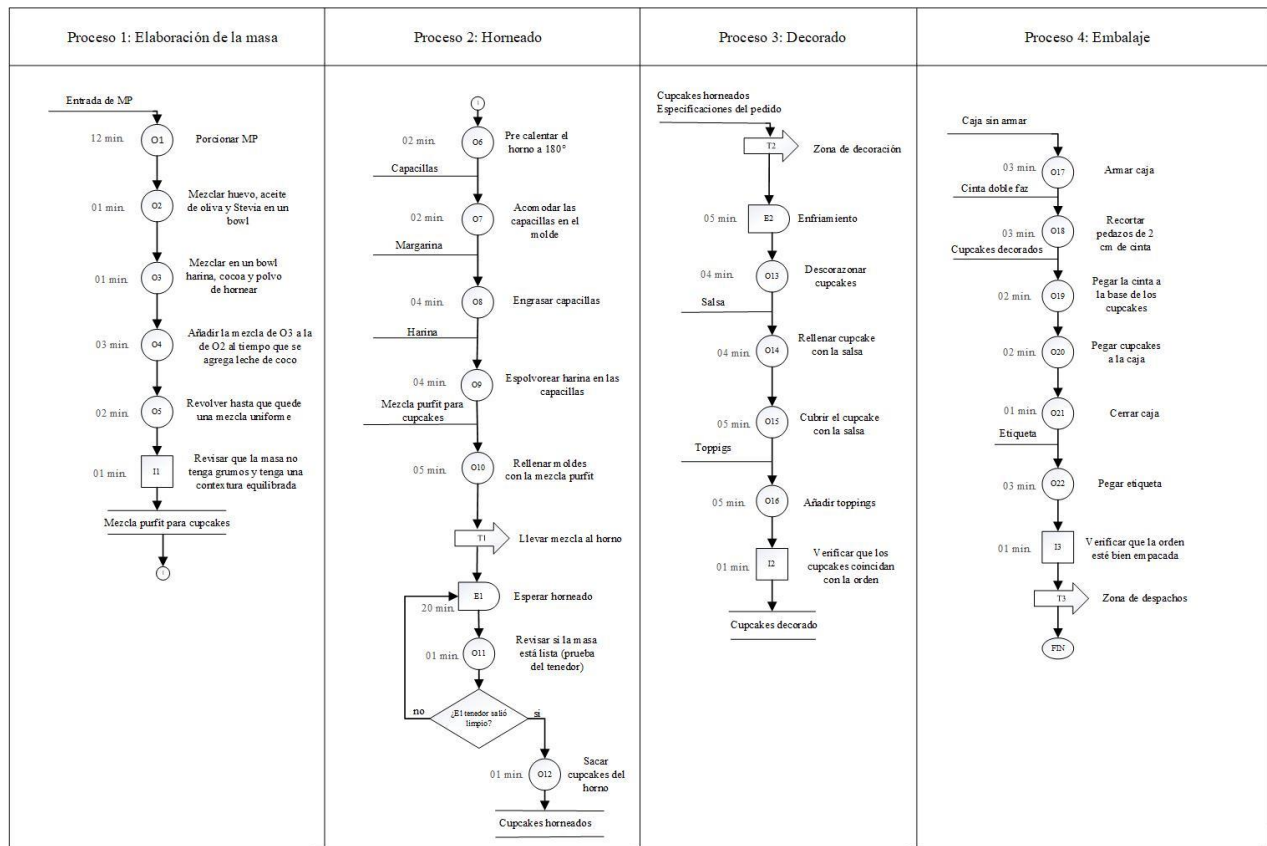 Proceso 1: Elaboración de la masa
Entrada de MP
12 min.
O1
Porcionar MP
01 min.
O2
Mezclar huevo, aceite
de oliva y Stevia en un
bowl
01 min.
O3
Mezclar en un bowl
harina, cocoa y polvo
de hornear
03 min.
O4
Añadir la mezcla de O3 a la
de O2 al tiempo que se
agrega leche de coco
02 min.
O5
Revolver hasta que quede
una mezcla uniforme
01 min.
I1
Revisar que la masa no
tenga grumos y tenga una
contextura equilibrada
Mezcla purfit para cupcakes
Proceso 2: Horneado
02 min.
O6
Pre calentar el
horno a 180°
Capacillas
02 min.
O7
Acomodar las
capacillas en el
molde
Margarina
04 min.
O8
Engrasar capacillas
Harina
04 min.
O9
Espolvorear harina en las
capacillas
Mezcla purfit para
cupcakes
05 min.
O10
Rellenar moldes
con la mezcla purfit
T1
Llevar mezcla al horno
E1
Esperar horneado
20 min.
01 min.
O11
Revisar si la masa
está lista (prueba
del tenedor)
¿El tenedor salió
limpio?
no
si
01 min.
O12
Sacar
cupcakes del
horno
Cupcakes horneados
Proceso 3: Decorado
Cupcakes horneados
Especificaciones del pedido
T2
Zona de decoración
05 min.
E2
Enfriamiento
04 min.
O13
Descorazonar
cupcakes
Salsa
04 min.
O14
Rellenar cupcake
con la salsa
05 min.
O15
Cubrir el cupcake
con la salsa
Toppigs
05 min.
O16
Añadir toppings
01 min.
I2
Verificar que los
cupcakes coincidan
con la orden
Cupcakes decorado
Proceso 4: Embalaje
Caja sin armar
03 min.
O17
Armar caja
Cinta doble faz
03 min.
O18
Recortar
pedazos de 2
cm de cinta
Cupcakes decorados
02 min.
O19
Pegar la cinta a
la base de los
cupcakes
02 min.
O20
Pegar cupcakes
a la caja
01 min.
O21
Cerrar caja
Etiqueta
03 min.
O22
Pegar etiqueta
01 min.
I3
Verificar que la orden
esté bien empacada
T3
Zona de despachos
FIN